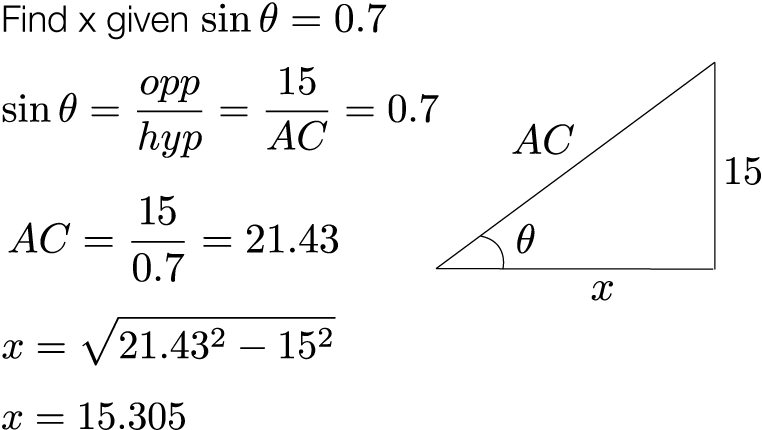 Find x given sin θ = 0.7
sin θ = opp/hyp = 15/AC = 0.7
AC = 15/0.7 = 21.43
x = √(21.43² − 15²)
x = 15.305
AC
15
θ
x